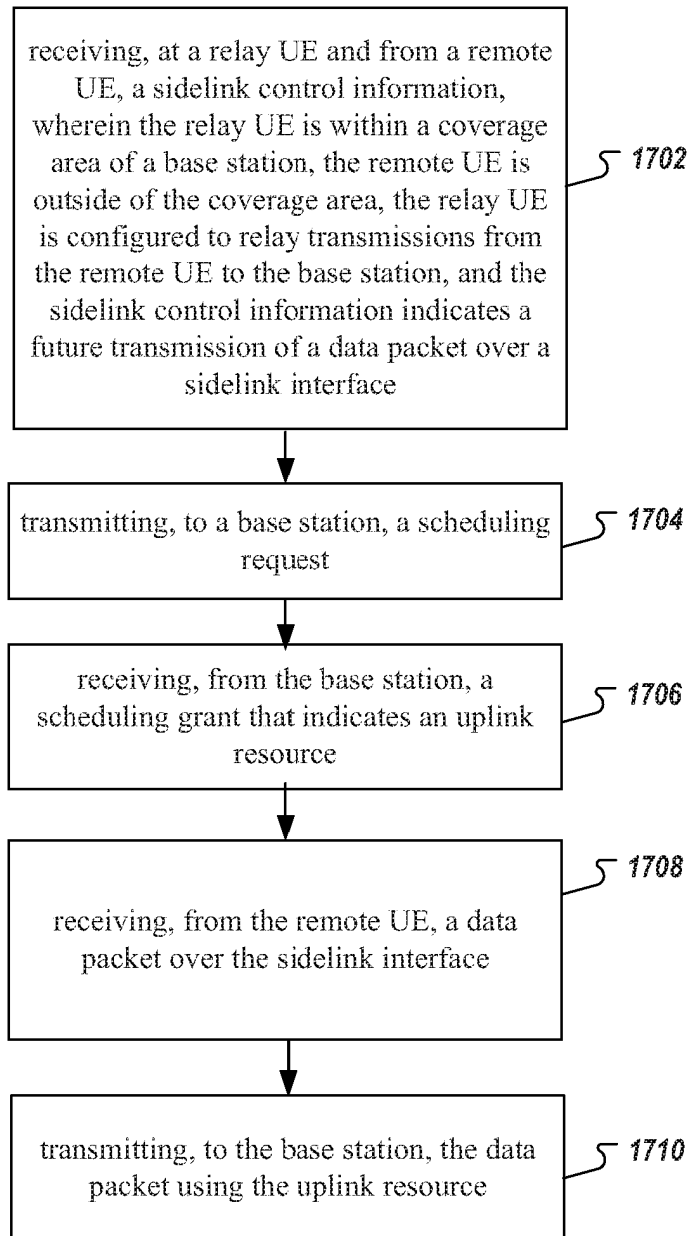 receiving, at a relay UE and from a remote
UE, a sidelink control information,
wherein the relay UE is within a coverage
area of a base station, the remote UE is
outside of the coverage area, the relay UE
is configured to relay transmissions from
the remote UE to the base station, and the
sidelink control information indicates a
future transmission of a data packet over a
sidelink interface
1702
transmitting, to a base station, a scheduling
request
1704
receiving, from the base station, a
scheduling grant that indicates an uplink
resource
1706
receiving, from the remote UE, a data
packet over the sidelink interface
1708
transmitting, to the base station, the data
packet using the uplink resource
1710